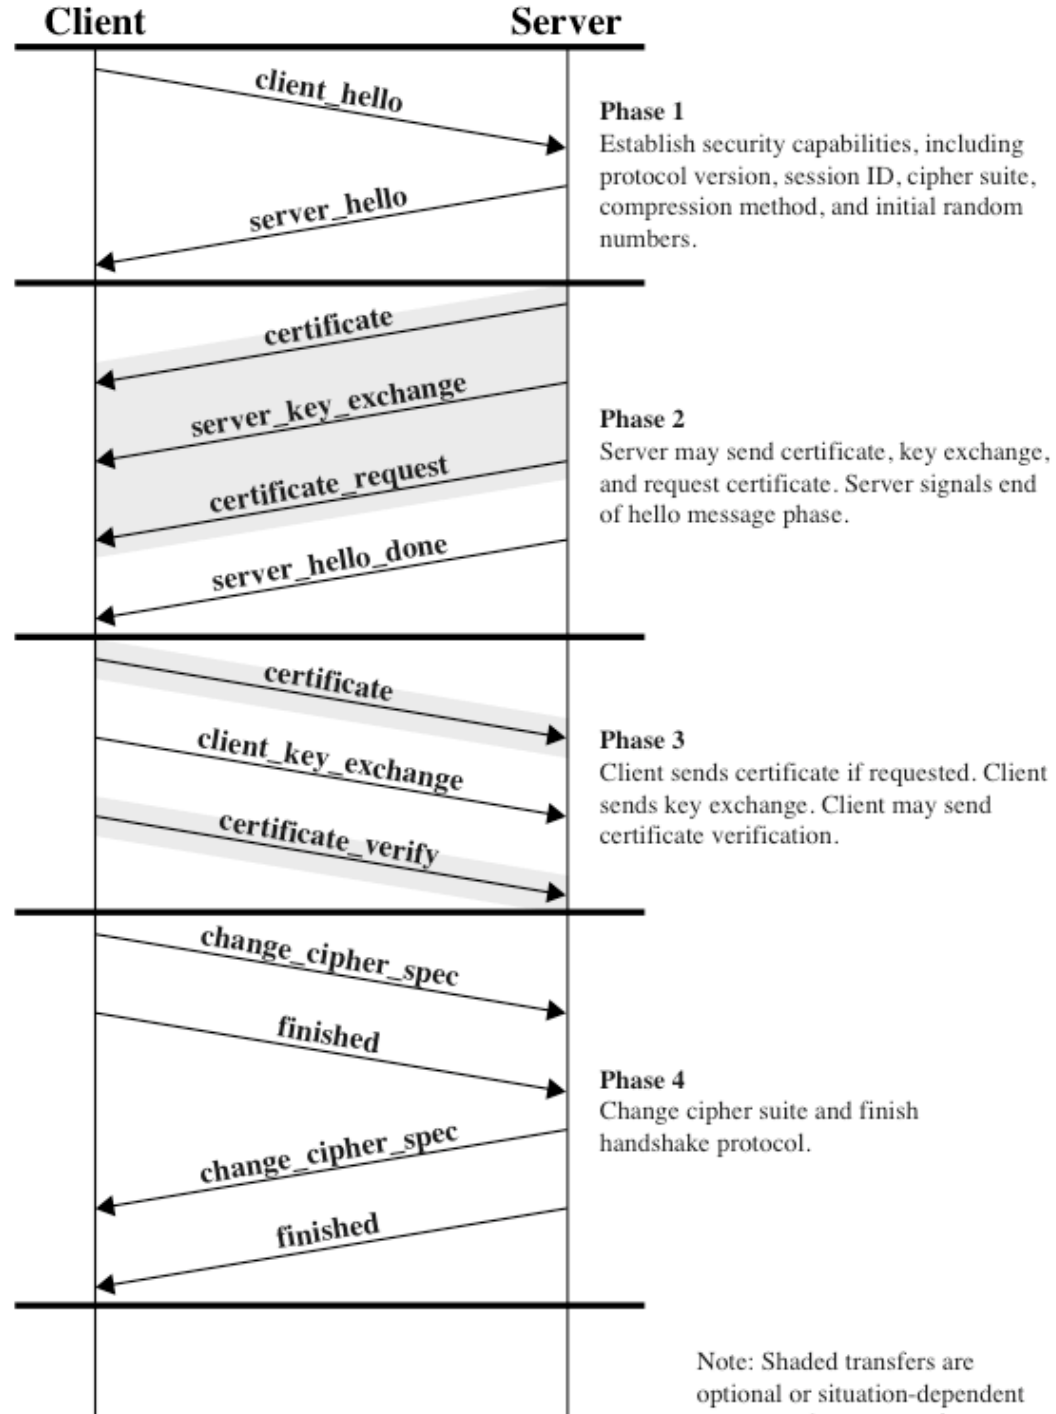 Client Server
client_hello
Phase 1
Establish security capabilities, including
protocol version, session ID, cipher suite,
compression method, and initial random
numbers.
server_hello
certificate
server_key_exchange
certificate_request
server_hello_done
Phase 2
Server may send certificate, key exchange,
and request certificate. Server signals end
of hello message phase.
certificate
client_key_exchange
certificate_verify
Phase 3
Client sends certificate if requested. Client
sends key exchange. Client may send
certificate verification.
change_cipher_spec
finished
change_cipher_spec
finished
Phase 4
Change cipher suite and finish
handshake protocol.
Note: Shaded transfers are
optional or situation-dependent